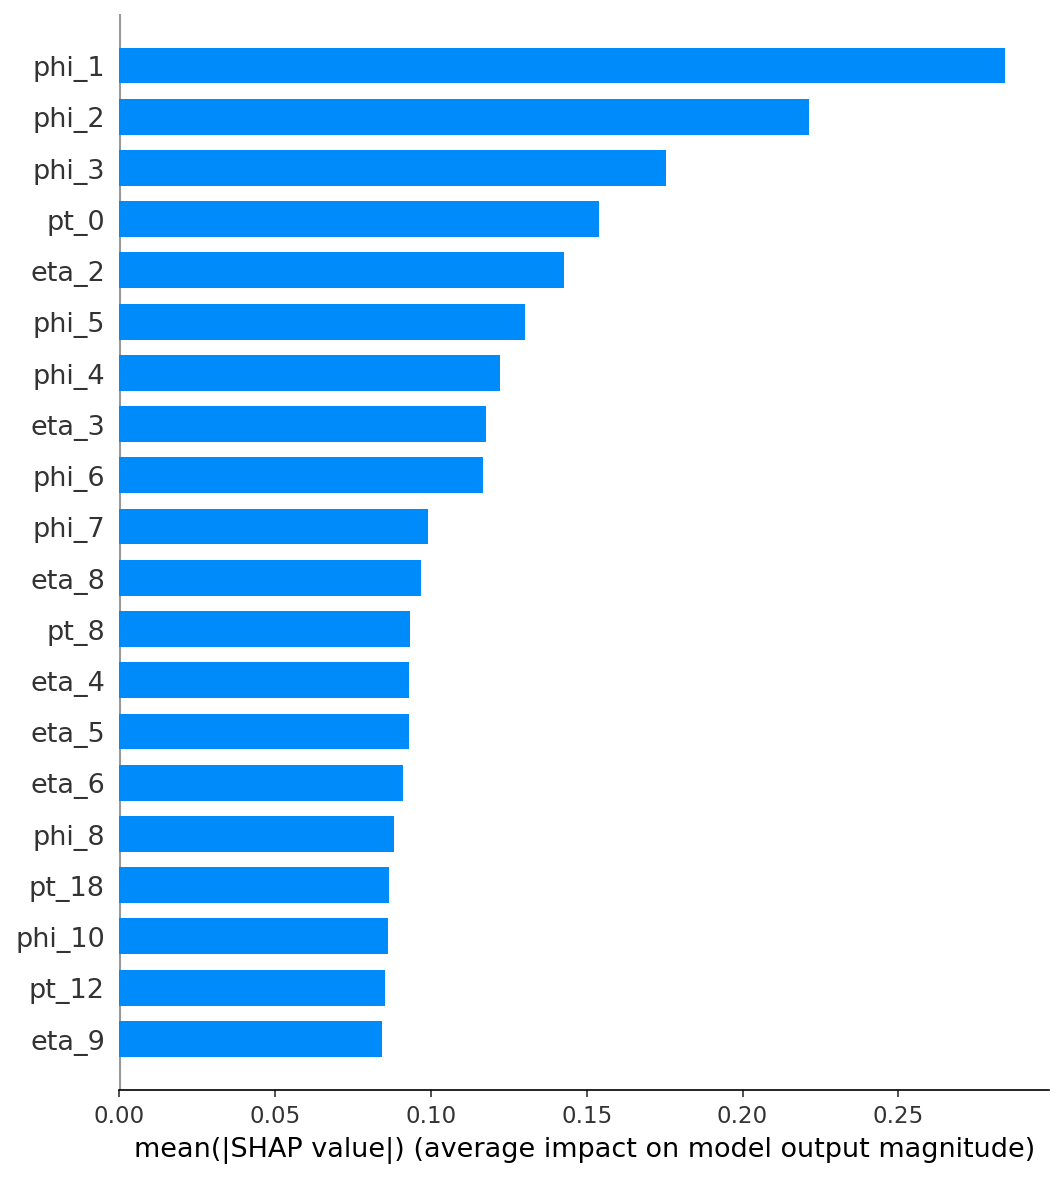 phi_1
phi_2
phi_3
pt_0
eta_2
phi_5
phi_4
eta_3
phi_6
phi_7
eta_8
pt_8
eta_4
eta_5
eta_6
phi_8
pt_18
phi_10
pt_12
eta_9
0.00 0.05 0.10 0.15 0.20 0.25
mean(|SHAP value|) (average impact on model output magnitude)